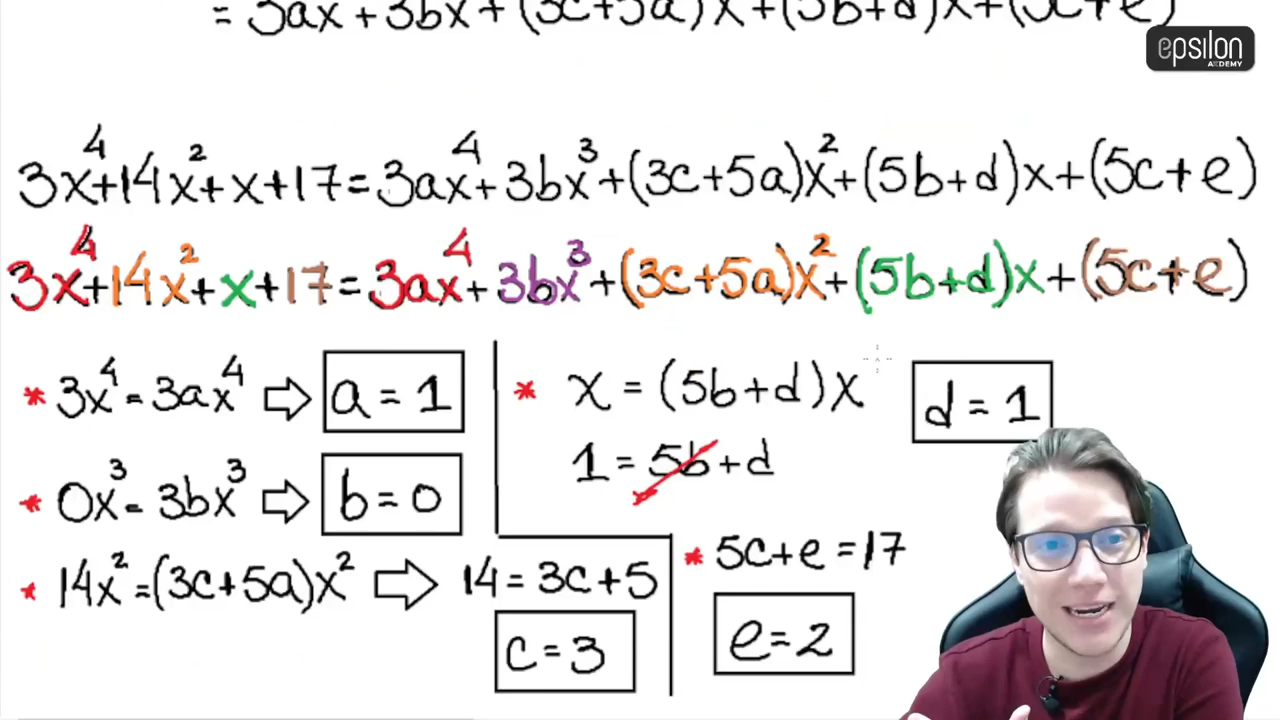 = 3ax + 3bx + (3c+5a)x + (5b+d)x + (5c+e)
epsilon
ACADEMY
3x⁴+14x²+x+17=3ax⁴+3bx³+(3c+5a)x²+(5b+d)x+(5c+e)
3x⁴+14x²+x+17=3ax⁴+3bx³+(3c+5a)x²+(5b+d)x+(5c+e)
* 3x⁴=3ax⁴ ⇨ a=1
* 0x³=3bx³ ⇨ b=0
* 14x²=(3c+5a)x² ⇨ 14=3c+5
c=3
* x=(5b+d)x
1=5b+d
d=1
* 5c+e=17
e=2